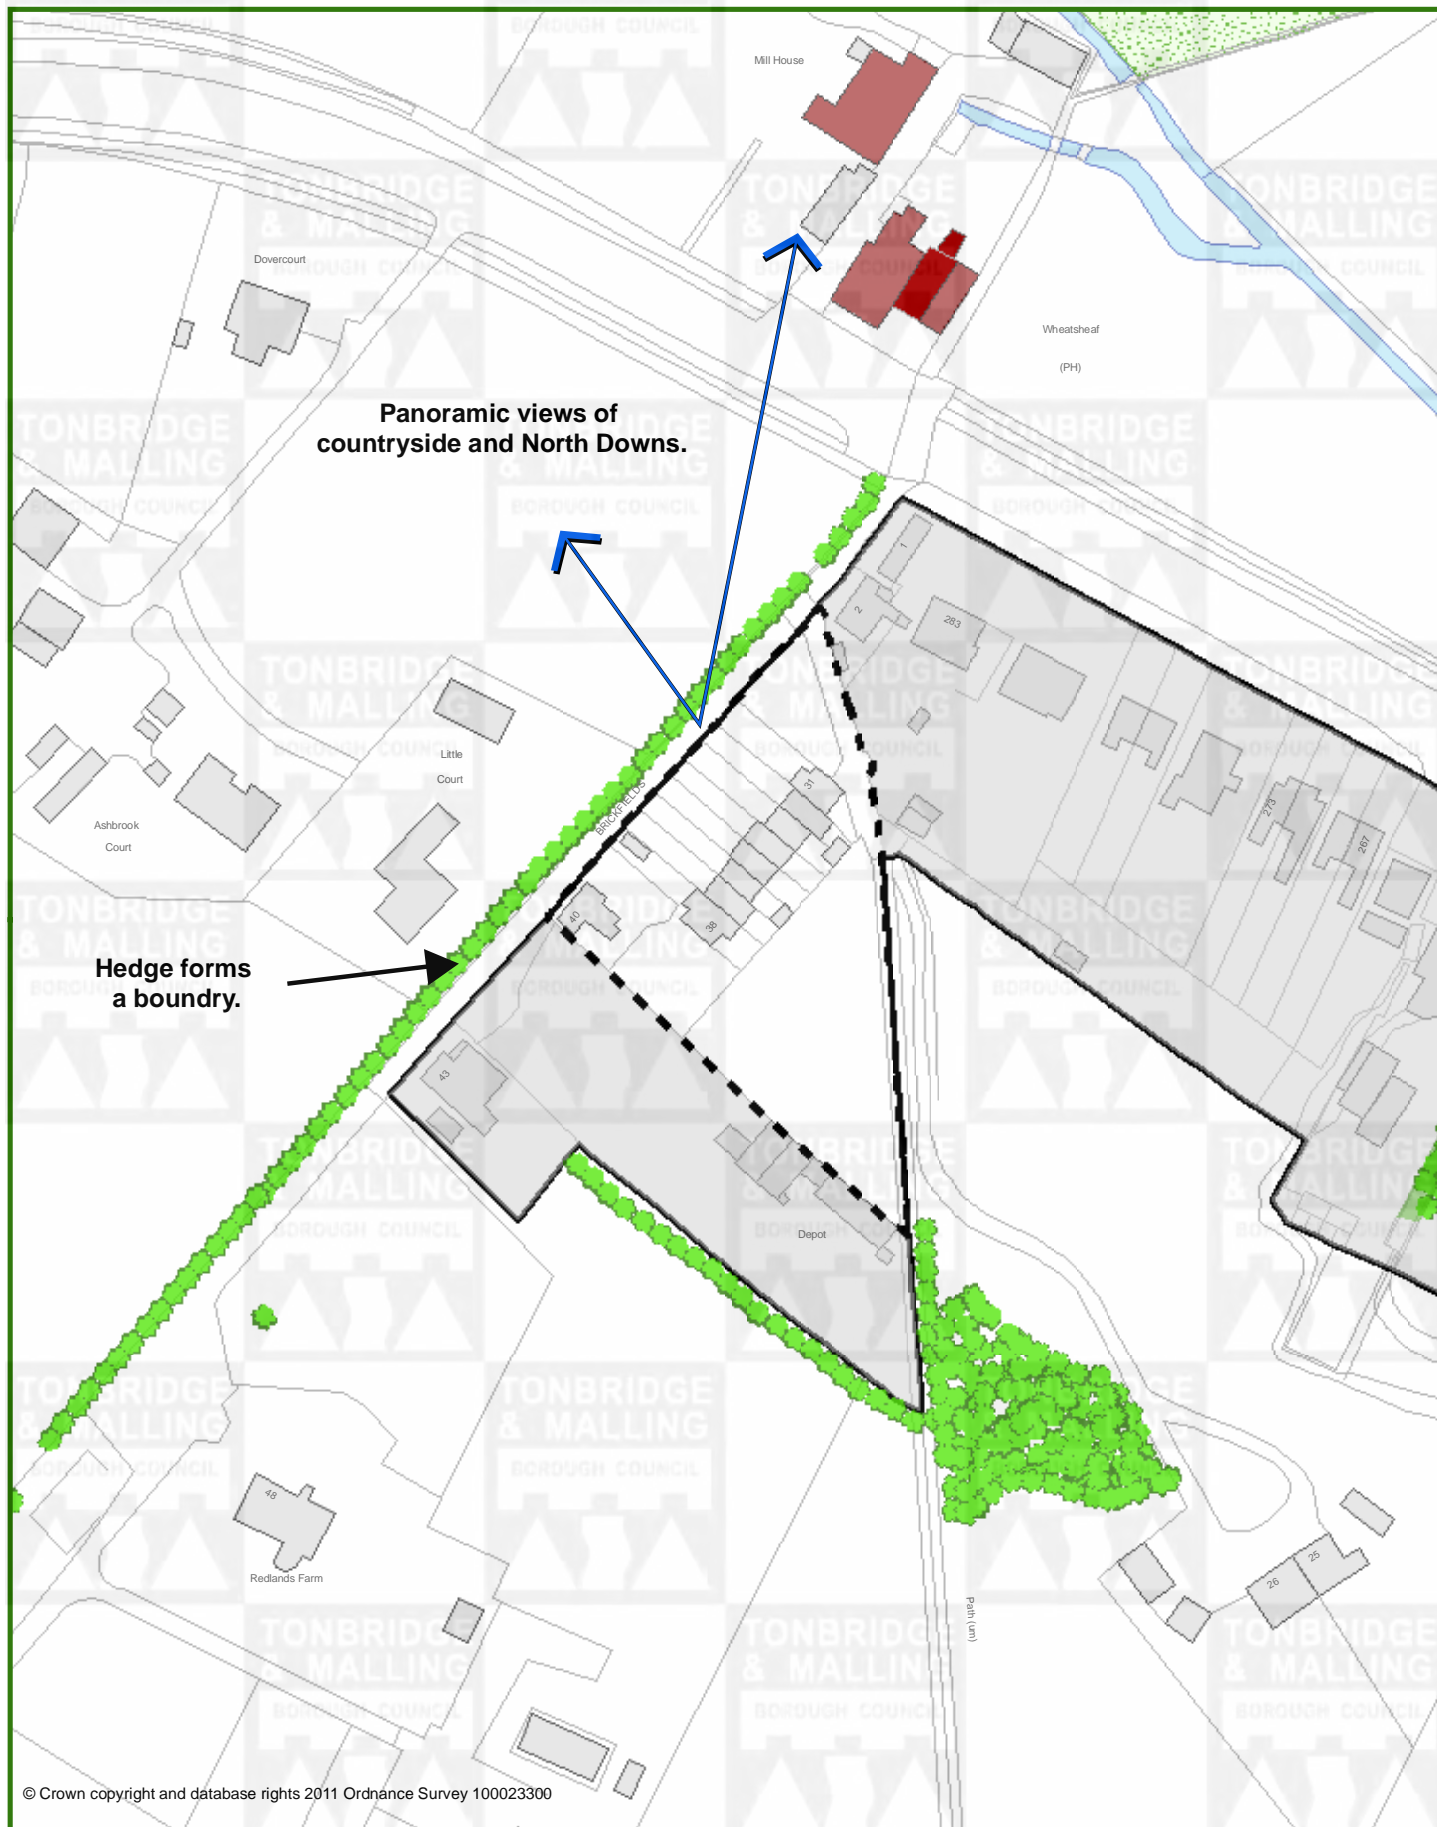 Mill House
Dovercourt
Wheatsheaf
(PH)
Panoramic views of
countryside and North Downs.
1
2
283
Little
Court
31
BRICKFIELDS
273
267
Ashbrook
Court
40
38
Hedge forms
a boundry.
43
Depot
48
Redlands Farm
25
26
Path (um)
© Crown copyright and database rights 2011 Ordnance Survey 100023300
TONBRIDGE
& MALLING
BOROUGH COUNCIL